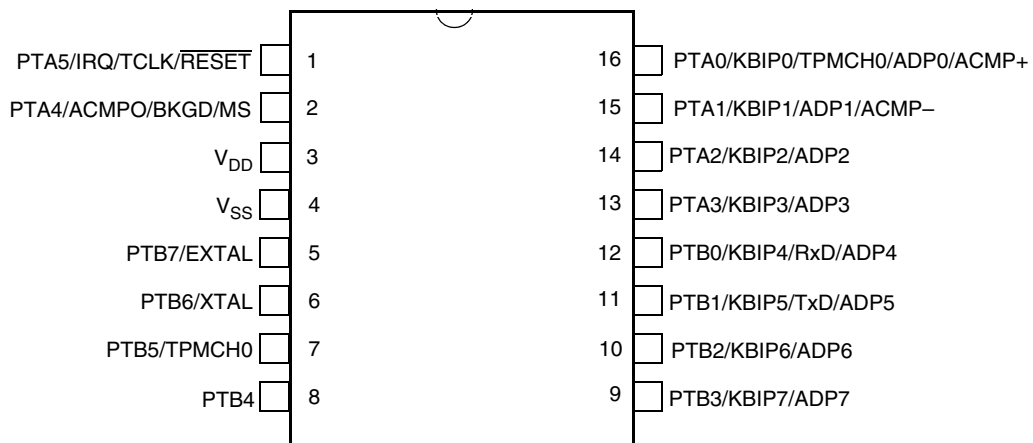 PTA5/IRQ/TCLK/RESET 1 16 PTA0/KBIP0/TPMCH0/ADP0/ACMP+
PTA4/ACMPO/BKGD/MS 2 15 PTA1/KBIP1/ADP1/ACMP–
VDD 3 14 PTA2/KBIP2/ADP2
VSS 4 13 PTA3/KBIP3/ADP3
PTB7/EXTAL 5 12 PTB0/KBIP4/RxD/ADP4
PTB6/XTAL 6 11 PTB1/KBIP5/TxD/ADP5
PTB5/TPMCH0 7 10 PTB2/KBIP6/ADP6
PTB4 8 9 PTB3/KBIP7/ADP7